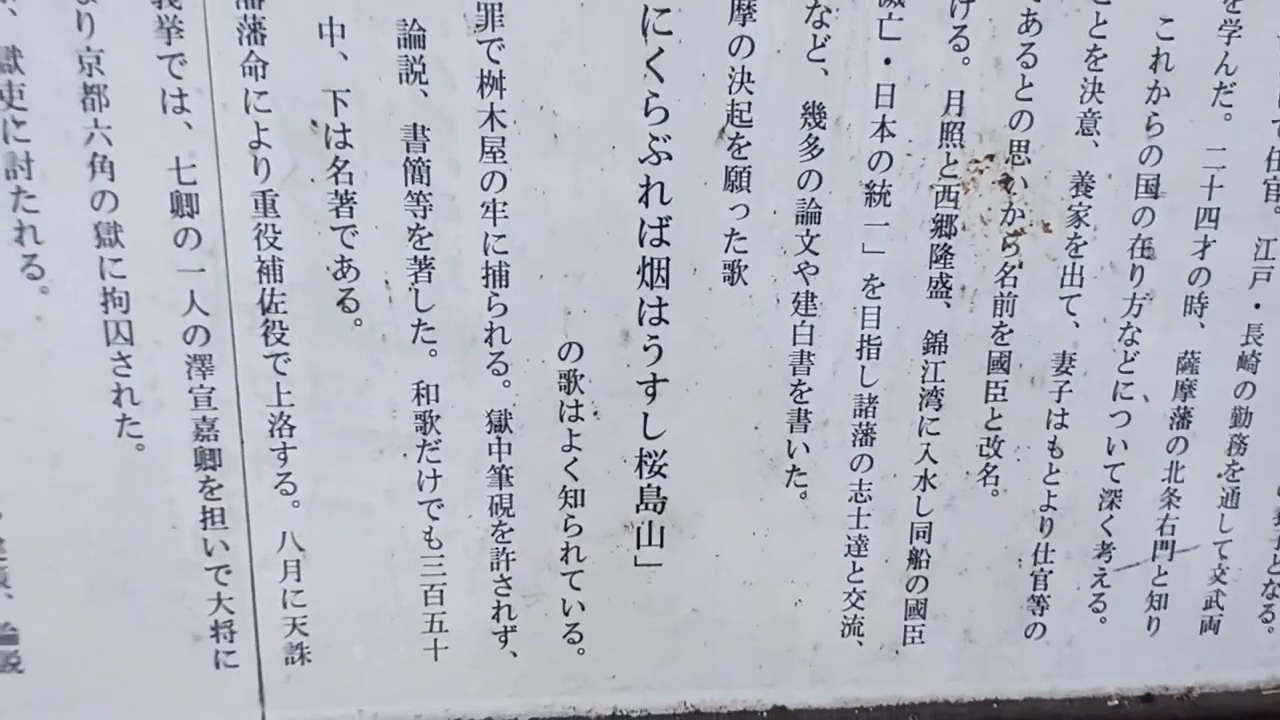 て仕官。江戸・長崎の勤務を通して文武両
を学んだ。二十四才の時、薩摩藩の北条右門と知り
これからの国の在り方などについて深く考える。
ことを決意、養家を出て、妻子はもとより仕官等の
であるとの思いから名前を國臣と改名。
ける。月照と西郷隆盛、錦江湾に入水し同船の國臣
滅亡・日本の統一」を目指し諸藩の志士達と交流、
など、幾多の論文や建白書を書いた。
摩の決起を願った歌
にくらぶれば烟はうすし桜島山」
の歌はよく知られている。
罪で桝木屋の牢に捕られる。獄中筆硯を許されず、
論説、書簡等を著した。和歌だけでも三百五十
中、下は名著である。
藩藩命により重役補佐役で上洛する。八月に天誅
義挙では、七卿の一人の澤宣嘉卿を担いで大将に
り京都六角の獄に拘囚された。
獄吏に討たれる。